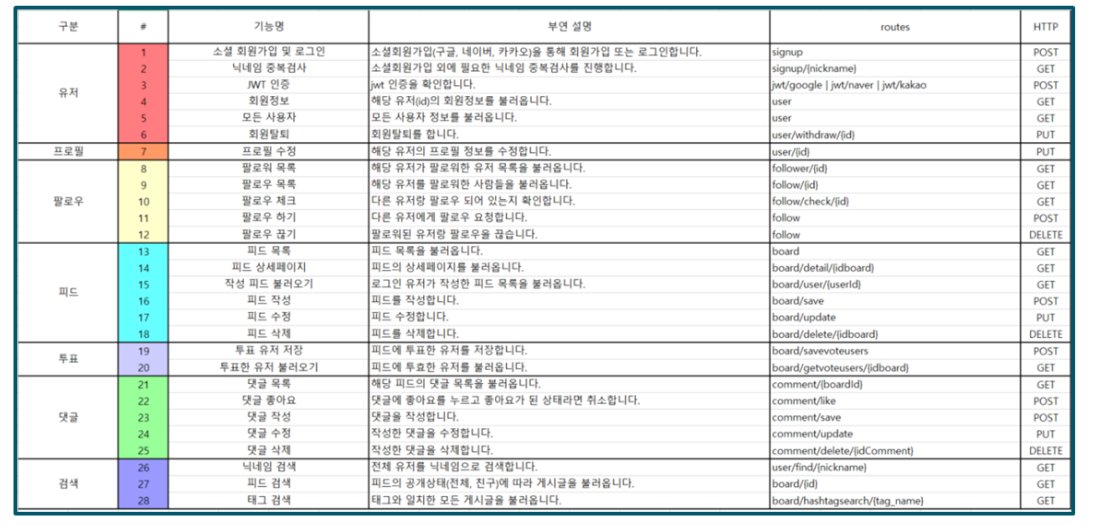 구분 # 기능명 부연 설명 routes HTTP
유저
1 소셜 회원가입 및 로그인 소셜회원가입(구글, 네이버, 카카오)을 통해 회원가입 또는 로그인합니다. signup POST
2 닉네임 중복검사 소셜회원가입 외에 필요한 닉네임 중복검사를 진행합니다. signup/{nickname} GET
3 JWT 인증 jwt 인증을 확인합니다. jwt/google | jwt/naver | jwt/kakao POST
4 회원정보 해당 유저(id)의 회원정보를 불러옵니다. user GET
5 모든 사용자 모든 사용자 정보를 불러옵니다. user GET
6 회원탈퇴 회원탈퇴를 합니다. user/withdraw/{id} PUT
프로필 7 프로필 수정 해당 유저의 프로필 정보를 수정합니다. user/{id} PUT
팔로우
8 팔로워 목록 해당 유저가 팔로워한 유저 목록을 불러옵니다. follower/{id} GET
9 팔로우 목록 해당 유저를 팔로워한 사람들을 불러옵니다. follow/{id} GET
10 팔로우 체크 다른 유저랑 팔로우 되어 있는지 확인합니다. follow/check/{id} GET
11 팔로우 하기 다른 유저에게 팔로우 요청합니다. follow POST
12 팔로우 끊기 팔로워된 유저랑 팔로우을 끊습니다. follow DELETE
피드
13 피드 목록 피드 목록을 불러옵니다. board GET
14 피드 상세페이지 피드의 상세페이지를 불러옵니다. board/detail/{idboard} GET
15 작성 피드 불러오기 로그인 유저가 작성한 피드 목록을 불러옵니다. board/user/{userId} GET
16 피드 작성 피드를 작성합니다. board/save POST
17 피드 수정 피드 수정합니다. board/update PUT
18 피드 삭제 피드를 삭제합니다. board/delete/{idboard} DELETE
투표
19 투표 유저 저장 피드에 투표한 유저를 저장합니다. board/savevoteusers POST
20 투표한 유저 불러오기 피드에 투효한 유저를 불러옵니다. board/getvoteusers/{idboard} GET
댓글
21 댓글 목록 해당 피드의 댓글 목록을 불러옵니다. comment/{boardId} GET
22 댓글 좋아요 댓글에 좋아요를 누르고 좋아요가 된 상태라면 취소합니다. comment/like POST
23 댓글 작성 댓글을 작성합니다. comment/save POST
24 댓글 수정 작성한 댓글을 수정합니다. comment/update PUT
25 댓글 삭제 작성한 댓글을 삭제합니다. comment/delete/{idComment} DELETE
검색
26 닉네임 검색 전체 유저를 닉네임으로 검색합니다. user/find/{nickname} GET
27 피드 검색 피드의 공개상태(전체, 친구)에 따라 게시글을 불러옵니다. board/{id} GET
28 태그 검색 태그와 일치한 모든 게시글을 불러옵니다. board/hashtagsearch/{tag_name} GET